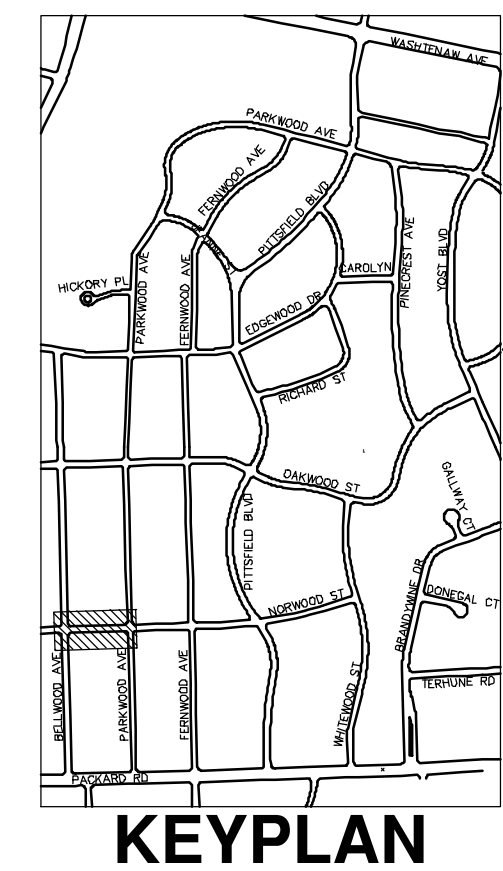 WASHTENAW AVE
PARKWOOD AVE
FERNWOOD AVE
PITTSFIELD BLVD
CAROLYN
PINECREST AVE
YOST BLVD
HICKORY PL
PARKWOOD AVE
FERNWOOD AVE
EDGEWOOD DR
RICHARD ST
OAKWOOD ST
GALLWAY CT
PITTSFIELD BLVD
BRANDYWINE DR
DONEGAL CT
NORWOOD ST
BELLWOOD AVE
PARKWOOD AVE
FERNWOOD AVE
WHITEWOOD ST
TERHUNE RD
PACKARD RD
KEYPLAN